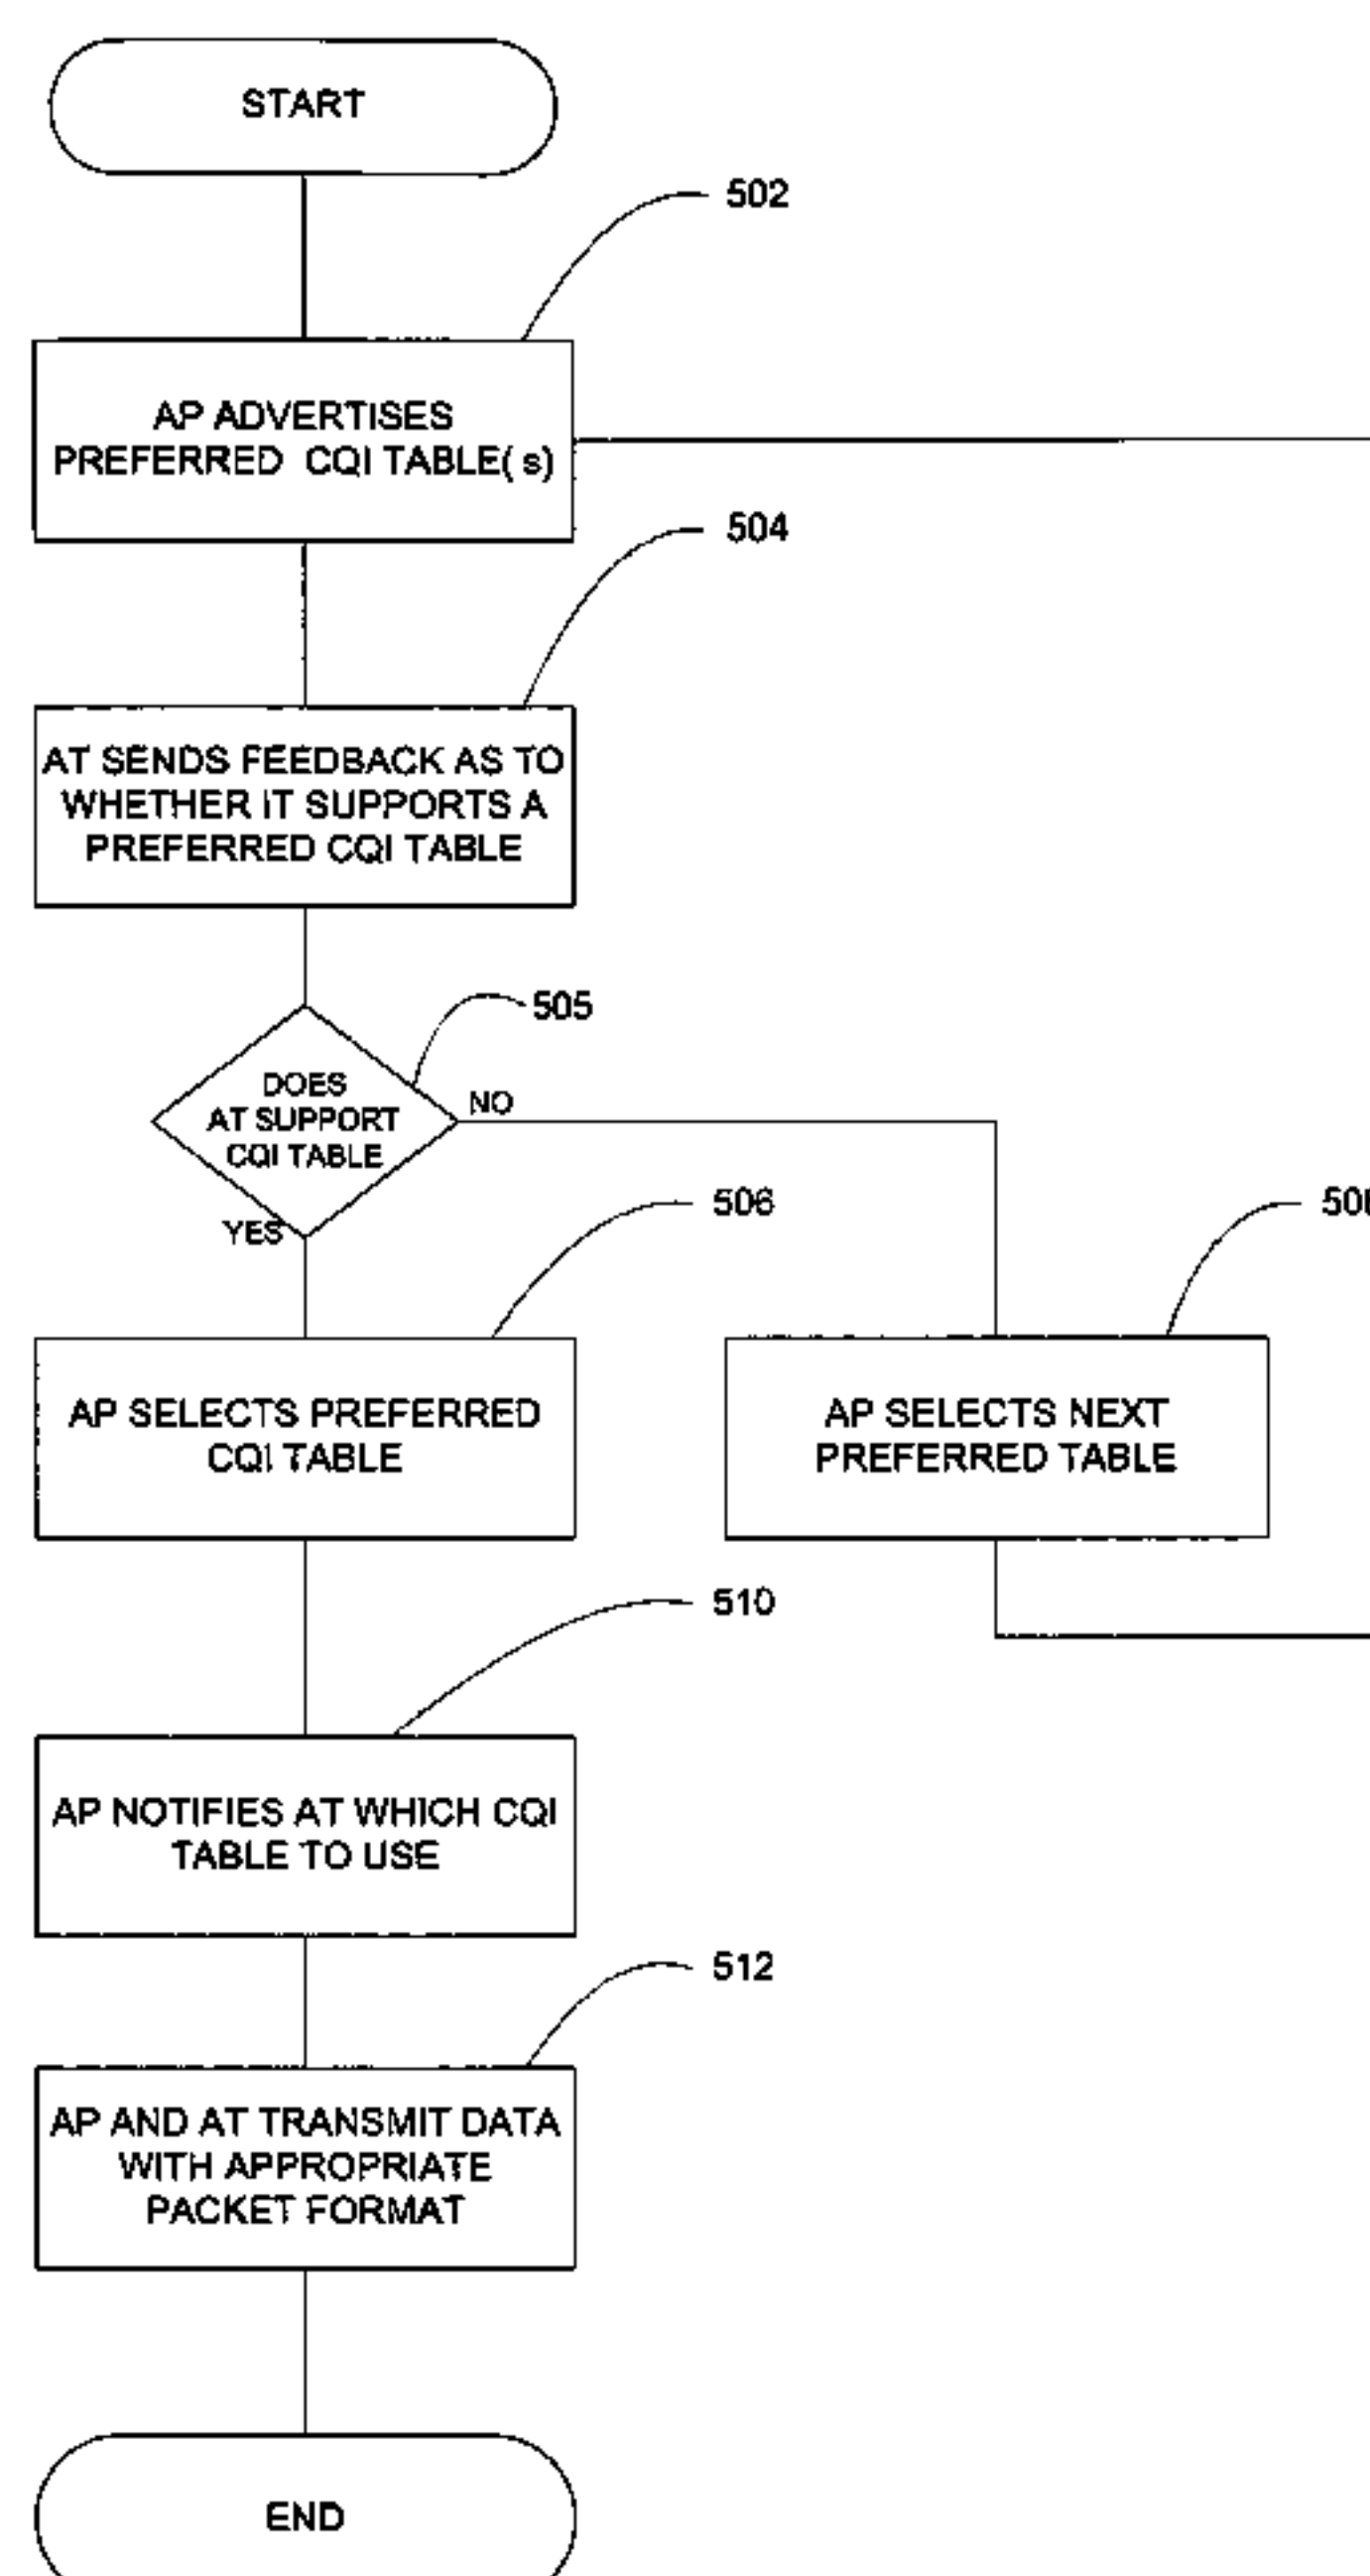 START
502
AP ADVERTISES
PREFERRED CQI TABLE( s)
504
AT SENDS FEEDBACK AS TO
WHETHER IT SUPPORTS A
PREFERRED CQI TABLE
505
DOES
AT SUPPORT
CQI TABLE
NO
YES
506
AP SELECTS PREFERRED
CQI TABLE
AP SELECTS NEXT
PREFERRED TABLE
510
AP NOTIFIES AT WHICH CQI
TABLE TO USE
512
AP AND AT TRANSMIT DATA
WITH APPROPRIATE
PACKET FORMAT
END